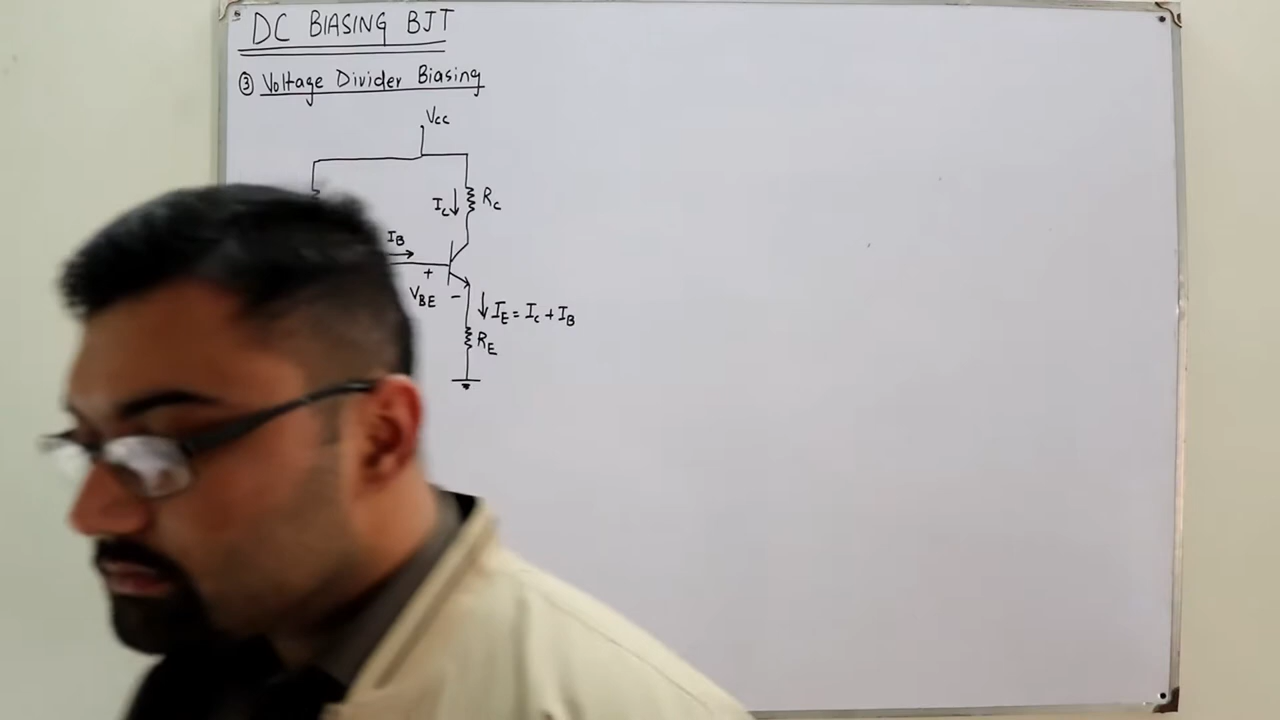 DC BIASING BJT
③ Voltage Divider Biasing
Vcc
Ic↓ Rc
IB
+
VBE −
↓IE = Ic + IB
RE